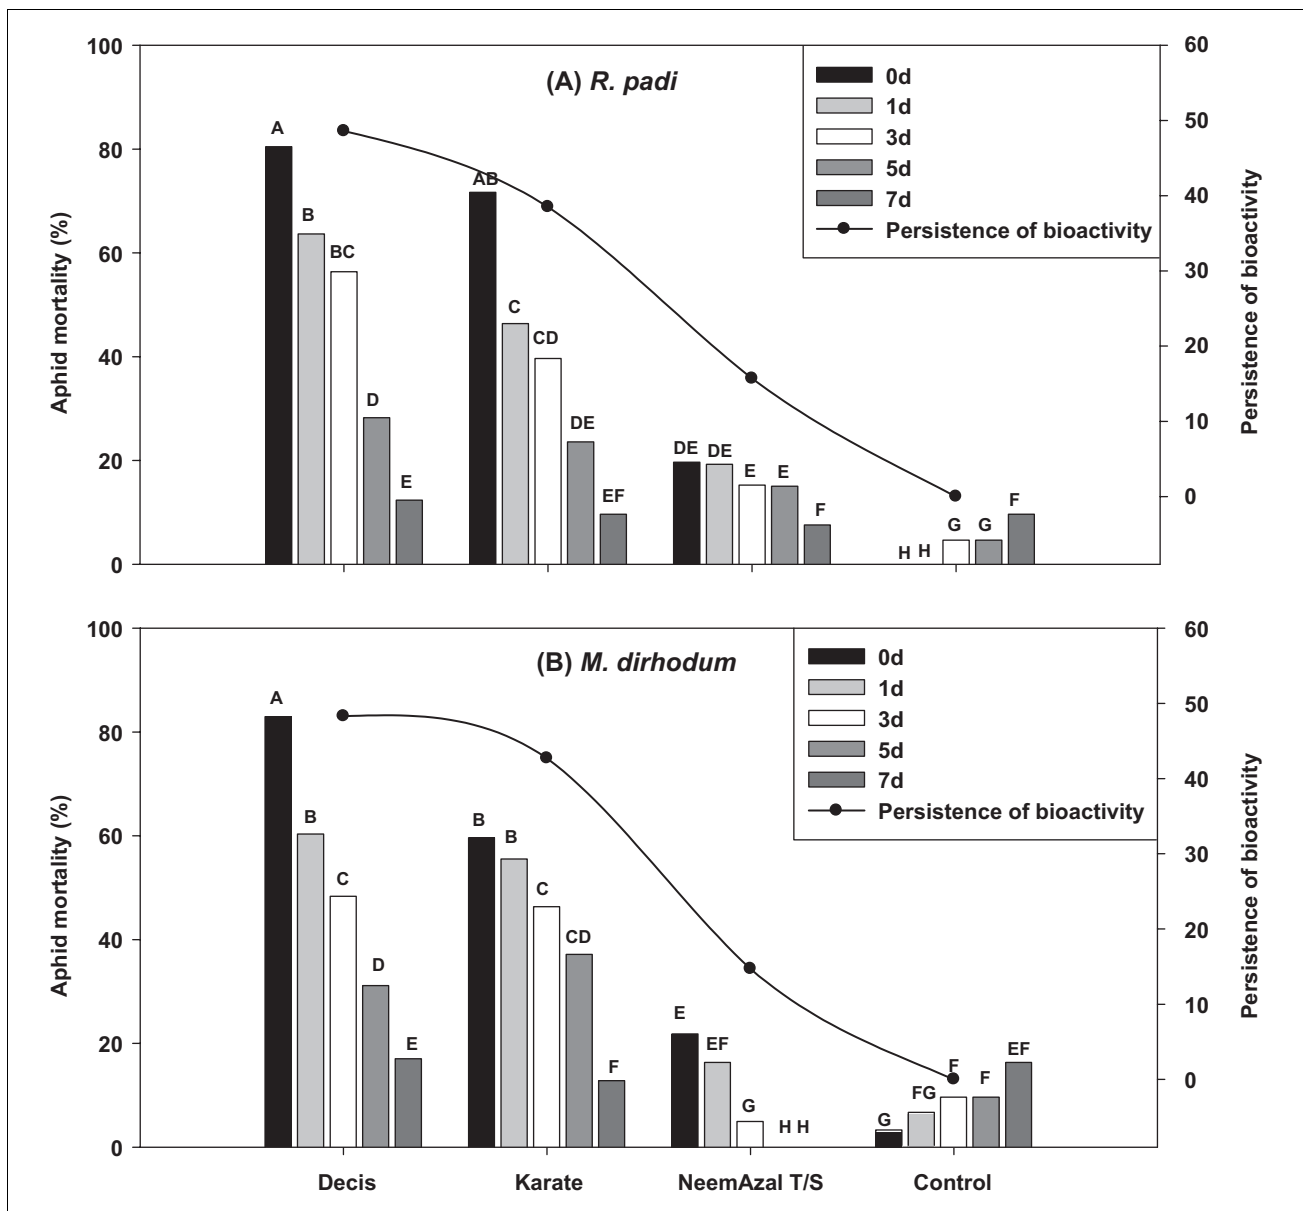 (A) R. padi
100
80
60
40
20
0
Aphid mortality (%)
60
50
40
30
20
10
0
Persistence of bioactivity
0d
1d
3d
5d
7d
Persistence of bioactivity
A
B
BC
D
E
AB
C
CD
DE
EF
DE
DE
E
E
F
H
H
G
G
F
(B) M. dirhodum
100
80
60
40
20
0
Aphid mortality (%)
60
50
40
30
20
10
0
Persistence of bioactivity
0d
1d
3d
5d
7d
Persistence of bioactivity
A
B
C
D
E
B
B
C
CD
F
E
EF
G
H H
G
FG
F
F
EF
Decis
Karate
NeemAzal T/S
Control